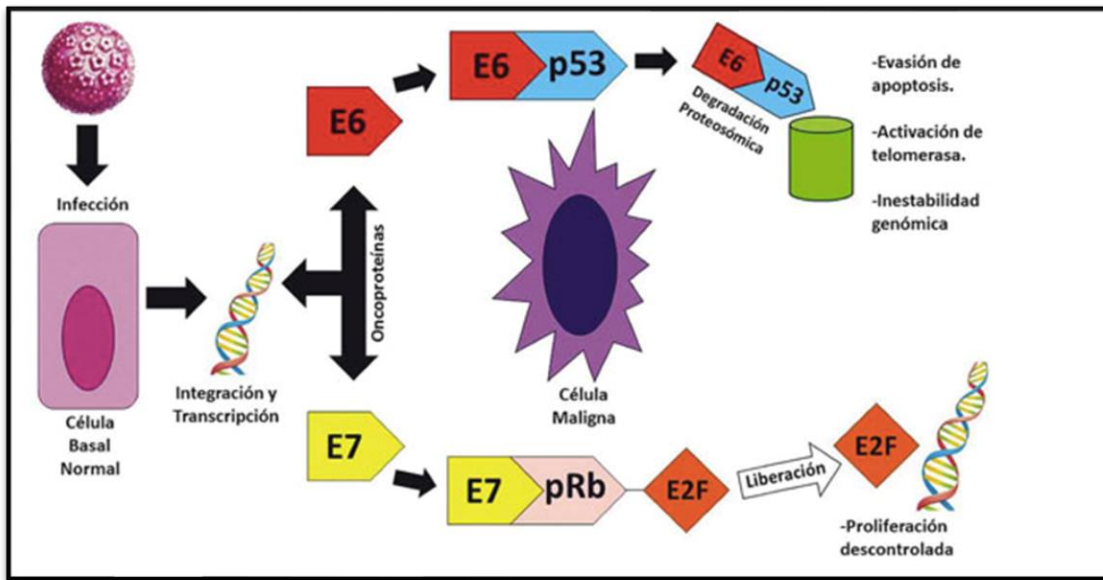 Infección
Célula
Basal
Normal
Integración y
Transcripción
Oncoproteínas
E6
E6
p53
E6
p53
Degradación
Proteosómica
-Evasión de
apoptosis.
-Activación de
telomerasa.
-Inestabilidad
genómica
Célula
Maligna
E7
E7
pRb
E2F
Liberación
E2F
-Proliferación
descontrolada